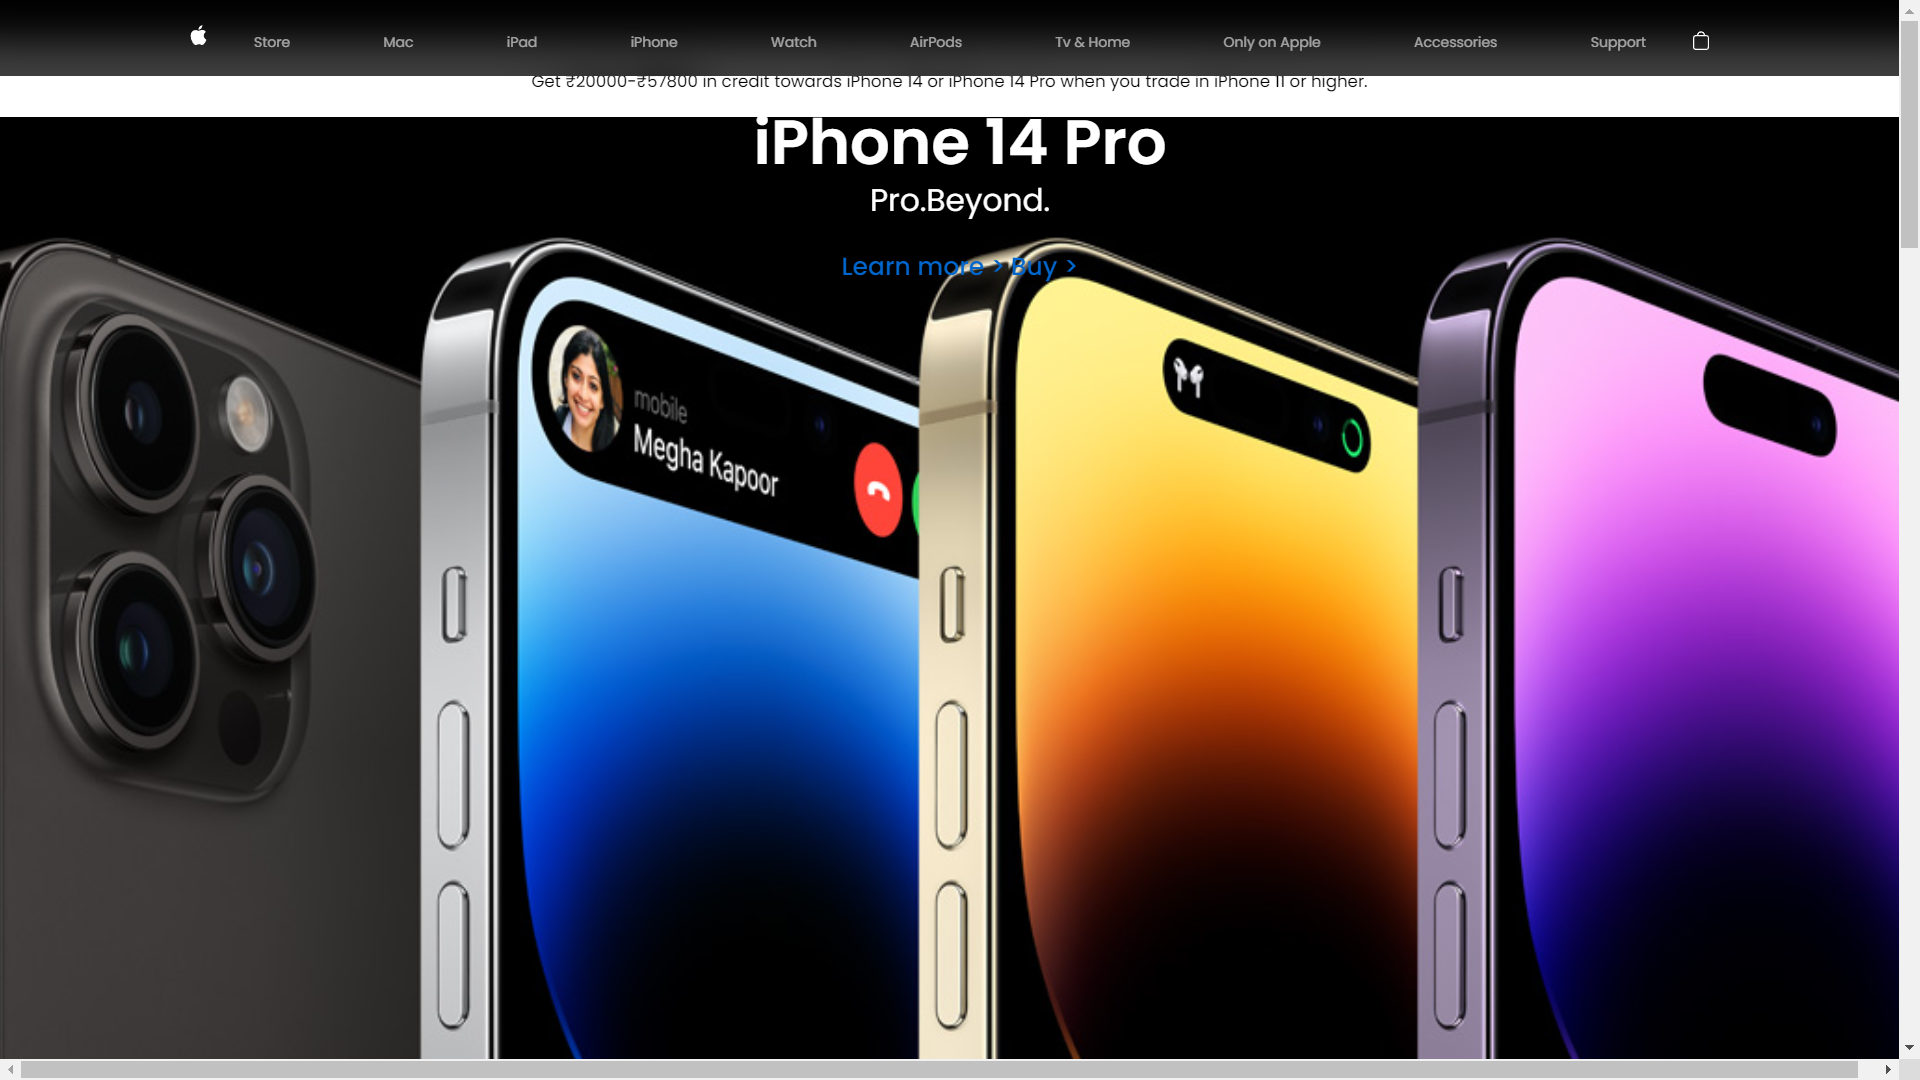 Store Mac iPad iPhone Watch AirPods Tv & Home Only on Apple Accessories Support
Get ₹20000-₹57800 in credit towards iPhone 14 or iPhone 14 Pro when you trade in iPhone 11 or higher.
iPhone 14 Pro
Pro.Beyond.
Learn more > Buy >
mobile
Megha Kapoor